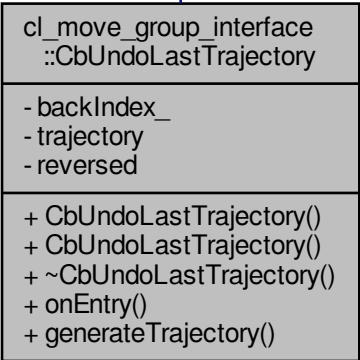 cl_move_group_interface
::CbUndoLastTrajectory
- backIndex_
- trajectory
- reversed
+ CbUndoLastTrajectory()
+ CbUndoLastTrajectory()
+ ~CbUndoLastTrajectory()
+ onEntry()
+ generateTrajectory()